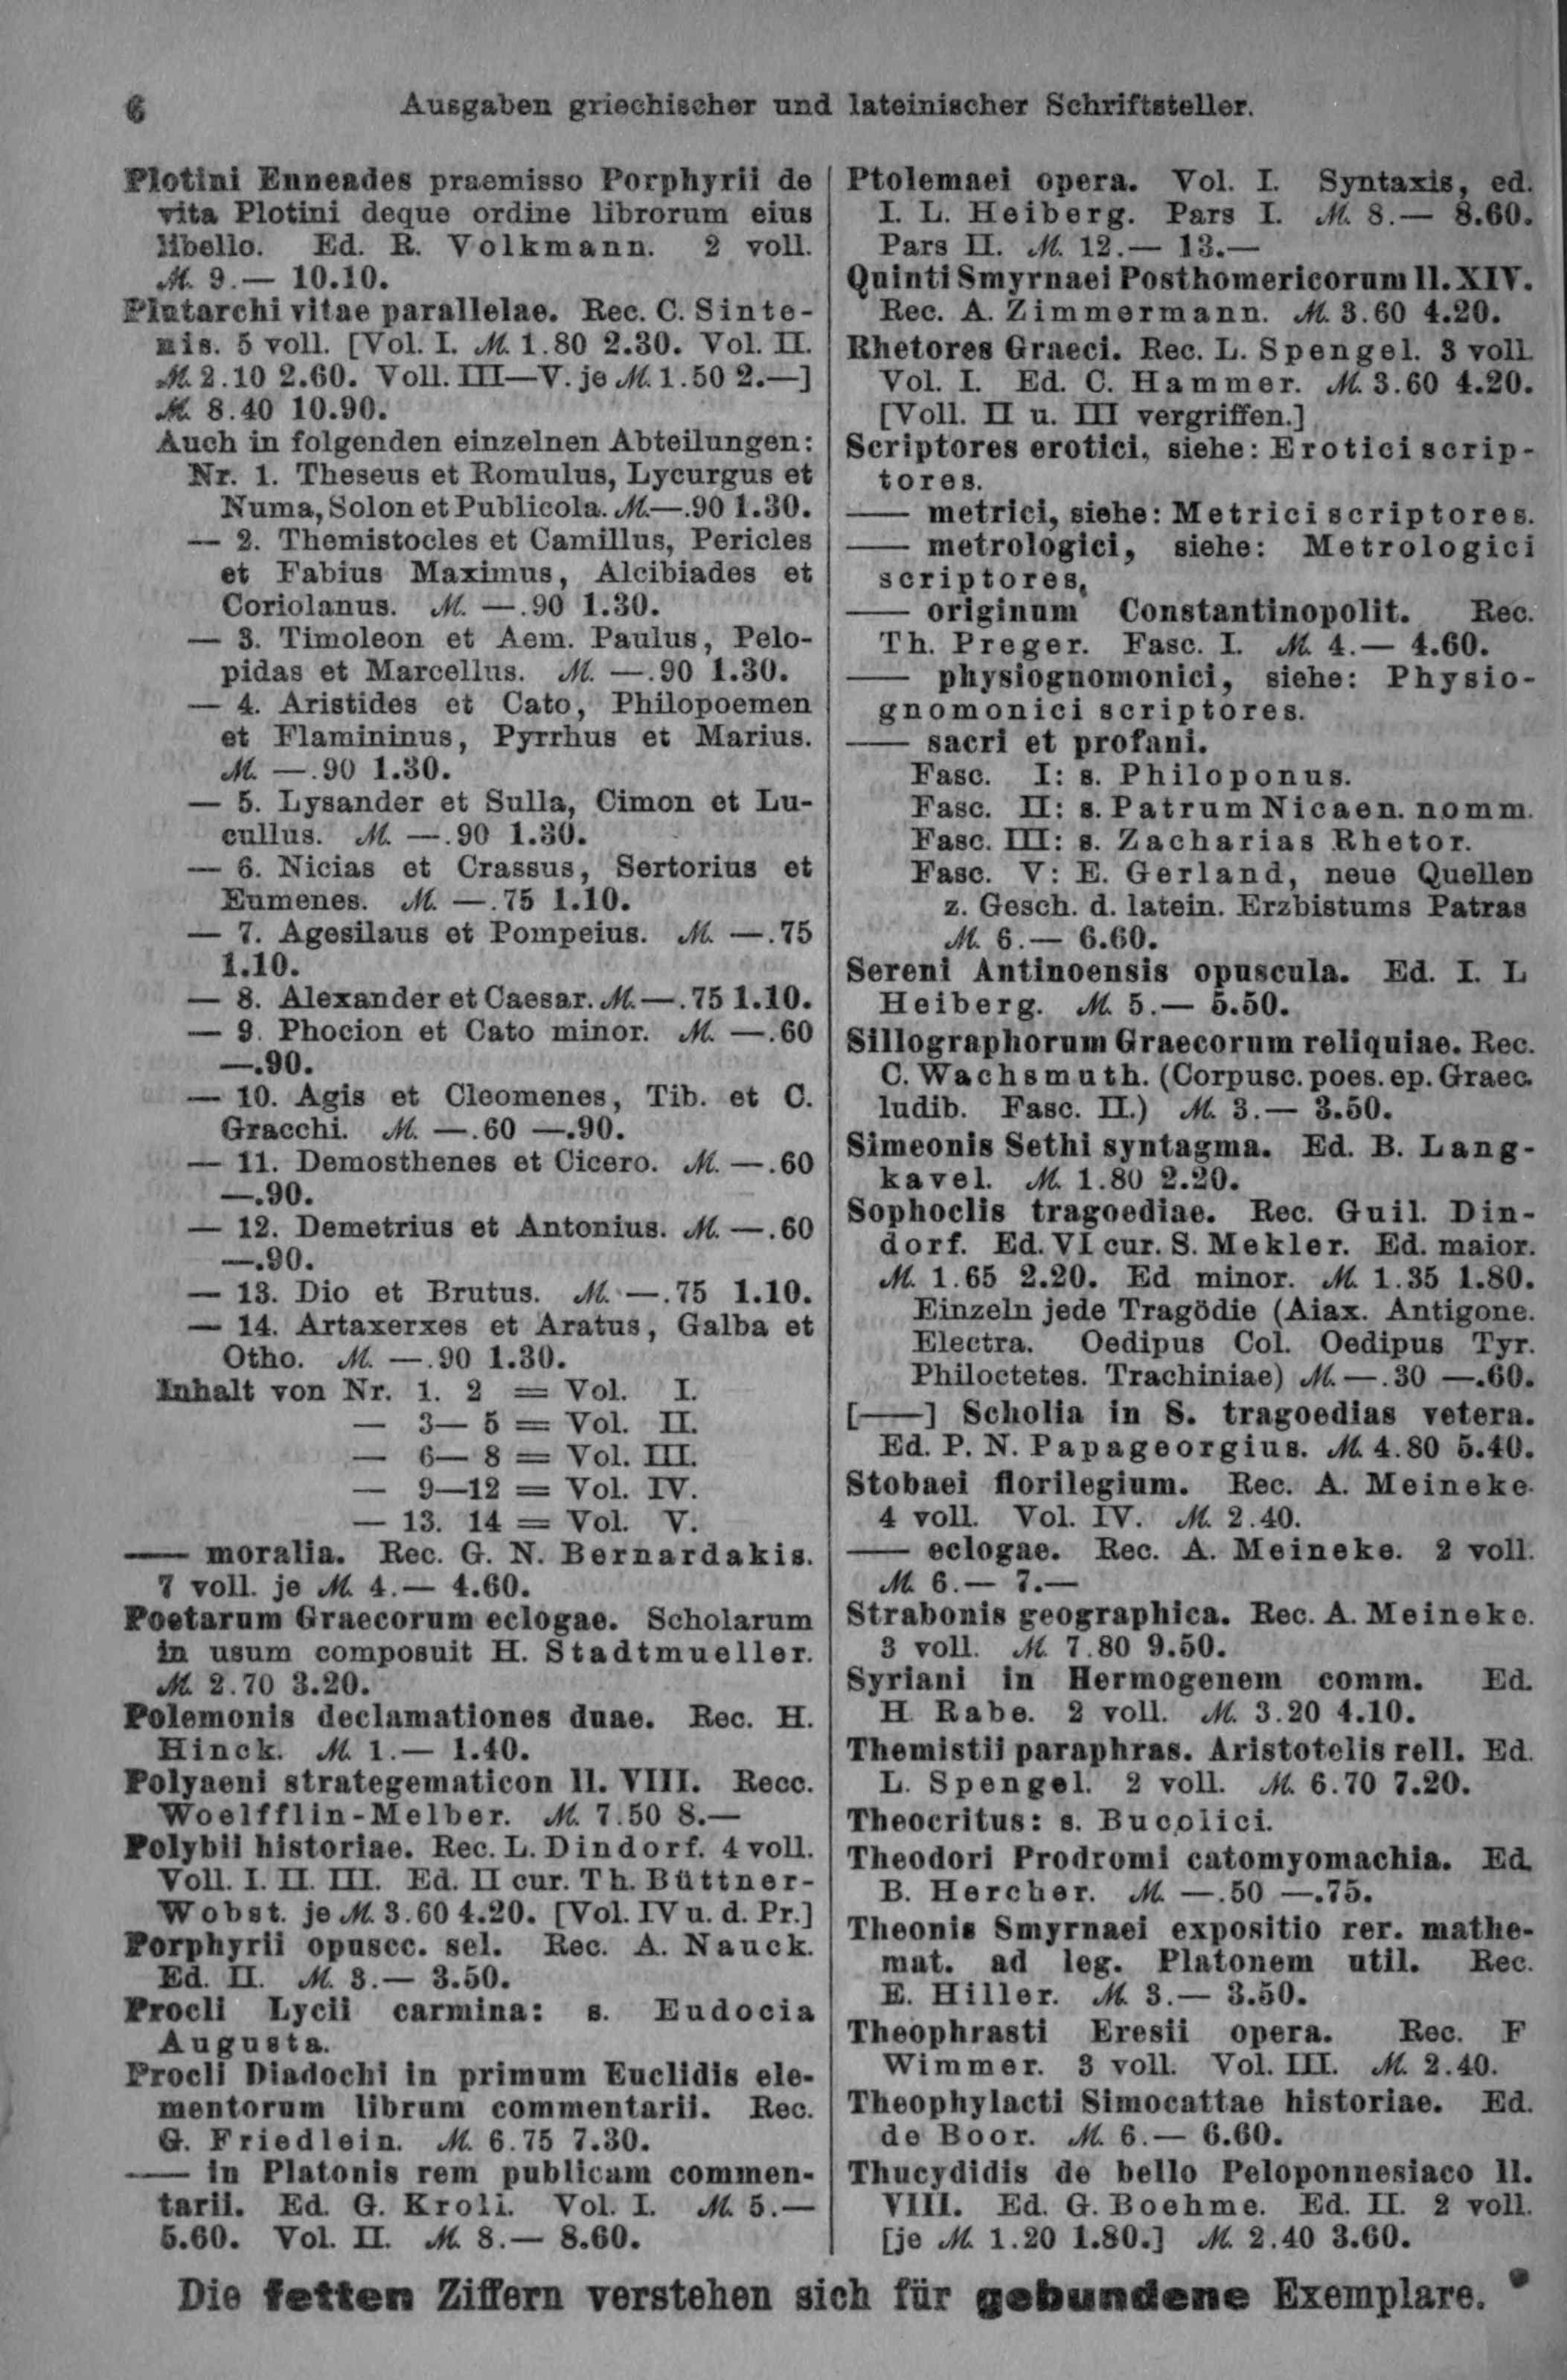 6
Ausgaben griechischer und lateinischer Schriftsteller.
Plotini Enneades praemisso Porphyrii de
vita Plotini deque ordine librorum eius
libello. Ed. R. Volkmann. 2 voll.
ℳ. 9.— 10.10.
Plutarchi vitae parallelae. Rec. C. Sinte-
nis. 5 voll. [Vol. I. ℳ. 1.80 2.30. Vol. II.
ℳ. 2.10 2.60. Voll. III—V. je ℳ. 1.50 2.—]
ℳ. 8.40 10.90.
Auch in folgenden einzelnen Abteilungen:
Nr. 1. Theseus et Romulus, Lycurgus et
Numa, Solon et Publicola. ℳ.—.90 1.30.
— 2. Themistocles et Camillus, Pericles
et Fabius Maximus, Alcibiades et
Coriolanus. ℳ. —.90 1.30.
— 3. Timoleon et Aem. Paulus, Pelo-
pidas et Marcellus. ℳ. —.90 1.30.
— 4. Aristides et Cato, Philopoemen
et Flamininus, Pyrrhus et Marius.
ℳ. —.90 1.30.
— 5. Lysander et Sulla, Cimon et Lu-
cullus. ℳ. —.90 1.30.
— 6. Nicias et Crassus, Sertorius et
Eumenes. ℳ. —.75 1.10.
— 7. Agesilaus et Pompeius. ℳ. —.75
1.10.
— 8. Alexander et Caesar. ℳ.—.75 1.10.
— 9. Phocion et Cato minor. ℳ. —.60
—.90.
— 10. Agis et Cleomenes, Tib. et C.
Gracchi. ℳ. —.60 —.90.
— 11. Demosthenes et Cicero. ℳ. —.60
—.90.
— 12. Demetrius et Antonius. ℳ. —.60
—.90.
— 13. Dio et Brutus. ℳ. —.75 1.10.
— 14. Artaxerxes et Aratus, Galba et
Otho. ℳ. —.90 1.30.
Inhalt von Nr. 1. 2 = Vol. I.
— 3— 5 = Vol. II.
— 6— 8 = Vol. III.
— 9—12 = Vol. IV.
— 13. 14 = Vol. V.
—— moralia. Rec. G. N. Bernardakis.
7 voll. je ℳ. 4.— 4.60.
Poetarum Graecorum eclogae. Scholarum
in usum composuit H. Stadtmueller.
ℳ. 2.70 3.20.
Polemonis declamationes duae. Rec. H.
Hinck. ℳ. 1.— 1.40.
Polyaeni strategematicon ll. VIII. Recc.
Woelfflin-Melber. ℳ. 7.50 8.—
Polybii historiae. Rec. L. Dindorf. 4 voll.
Voll. I. II. III. Ed. II cur. Th. Büttner-
Wobst. je ℳ. 3.60 4.20. [Vol. IV u. d. Pr.]
Porphyrii opuscc. sel. Rec. A. Nauck.
Ed. II. ℳ. 3.— 3.50.
Procli Lycii carmina: s. Eudocia
Augusta.
Procli Diadochi in primum Euclidis ele-
mentorum librum commentarii. Rec.
G. Friedlein. ℳ. 6.75 7.30.
—— in Platonis rem publicam commen-
tarii. Ed. G. Kroll. Vol. I. ℳ. 5.—
5.60. Vol. II. ℳ. 8.— 8.60.
Ptolemaei opera. Vol. I. Syntaxis, ed.
I. L. Heiberg. Pars I. ℳ. 8.— 8.60.
Pars II. ℳ. 12.— 13.—
Quinti Smyrnaei Posthomericorum ll. XIV.
Rec. A. Zimmermann. ℳ. 3.60 4.20.
Rhetores Graeci. Rec. L. Spengel. 3 voll.
Vol. I. Ed. C. Hammer. ℳ. 3.60 4.20.
[Voll. II u. III vergriffen.]
Scriptores erotici, siehe: Erotici scrip-
tores.
—— metrici, siehe: Metrici scriptores.
—— metrologici, siehe: Metrologici
scriptores.
—— originum Constantinopolit. Rec.
Th. Preger. Fasc. I. ℳ. 4.— 4.60.
—— physiognomonici, siehe: Physio-
gnomonici scriptores.
—— sacri et profani.
Fasc. I: s. Philoponus.
Fasc. II: s. Patrum Nicaen. nomm.
Fasc. III: s. Zacharias Rhetor.
Fasc. V: E. Gerland, neue Quellen
z. Gesch. d. latein. Erzbistums Patras
ℳ. 6.— 6.60.
Sereni Antinoensis opuscula. Ed. I. L
Heiberg. ℳ. 5.— 5.50.
Sillographorum Graecorum reliquiae. Rec.
C. Wachsmuth. (Corpusc. poes. ep. Graec.
ludib. Fasc. II.) ℳ. 3.— 3.50.
Simeonis Sethi syntagma. Ed. B. Lang-
kavel. ℳ. 1.80 2.20.
Sophoclis tragoediae. Rec. Guil. Din-
dorf. Ed. VI cur. S. Mekler. Ed. maior.
ℳ. 1.65 2.20. Ed minor. ℳ. 1.35 1.80.
Einzeln jede Tragödie (Aiax. Antigone.
Electra. Oedipus Col. Oedipus Tyr.
Philoctetes. Trachiniae) ℳ.—.30 —.60.
[——] Scholia in S. tragoedias vetera.
Ed. P. N. Papageorgius. ℳ. 4.80 5.40.
Stobaei florilegium. Rec. A. Meineke.
4 voll. Vol. IV. ℳ. 2.40.
—— eclogae. Rec. A. Meineke. 2 voll.
ℳ. 6.— 7.—
Strabonis geographica. Rec. A. Meineke.
3 voll. ℳ. 7.80 9.50.
Syriani in Hermogenem comm. Ed.
H. Rabe. 2 voll. ℳ. 3.20 4.10.
Themistii paraphras. Aristotelis rell. Ed.
L. Spengel. 2 voll. ℳ. 6.70 7.20.
Theocritus: s. Bucolici.
Theodori Prodromi catomyomachia. Ed.
B. Hercher. ℳ. —.50 —.75.
Theonis Smyrnaei expositio rer. mathe-
mat. ad leg. Platonem util. Rec.
E. Hiller. ℳ. 3.— 3.50.
Theophrasti Eresii opera. Rec. F
Wimmer. 3 voll. Vol. III. ℳ. 2.40.
Theophylacti Simocattae historiae. Ed.
de Boor. ℳ. 6.— 6.60.
Thucydidis de bello Peloponnesiaco ll.
VIII. Ed. G. Boehme. Ed. II. 2 voll.
[je ℳ. 1.20 1.80.] ℳ. 2.40 3.60.
Die fetten Ziffern verstehen sich für gebundene Exemplare.